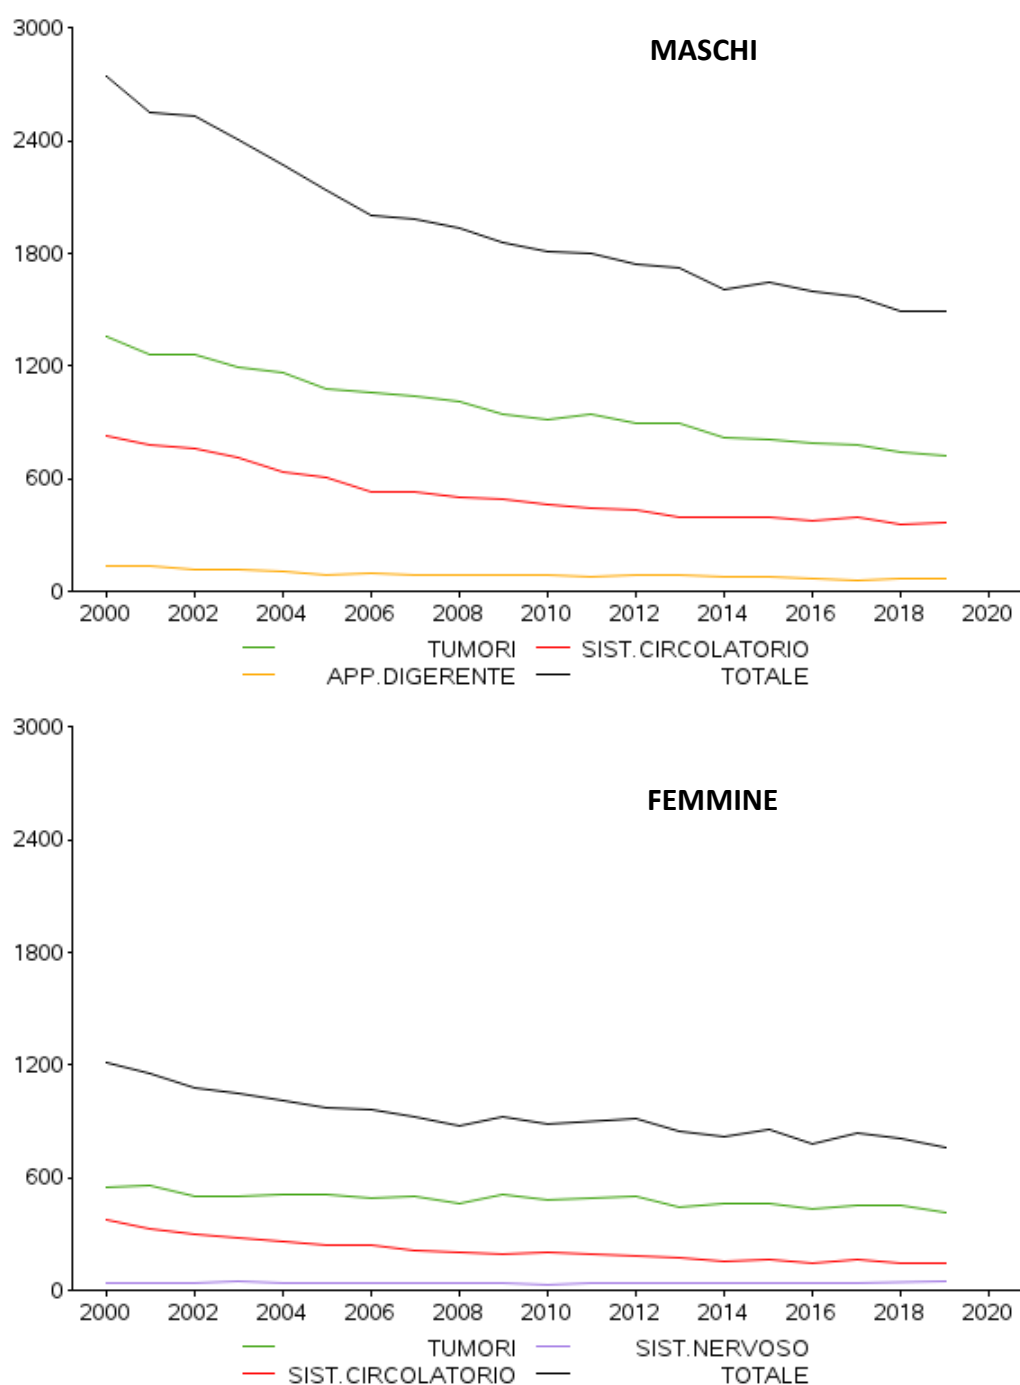 3000
MASCHI
2400
1800
1200
600
0
2000 2002 2004 2006 2008 2010 2012 2014 2016 2018 2020
TUMORI SIST.CIRCOLATORIO
APP.DIGERENTE TOTALE
3000
FEMMINE
2400
1800
1200
600
0
2000 2002 2004 2006 2008 2010 2012 2014 2016 2018 2020
TUMORI SIST.NERVOSO
SIST.CIRCOLATORIO TOTALE